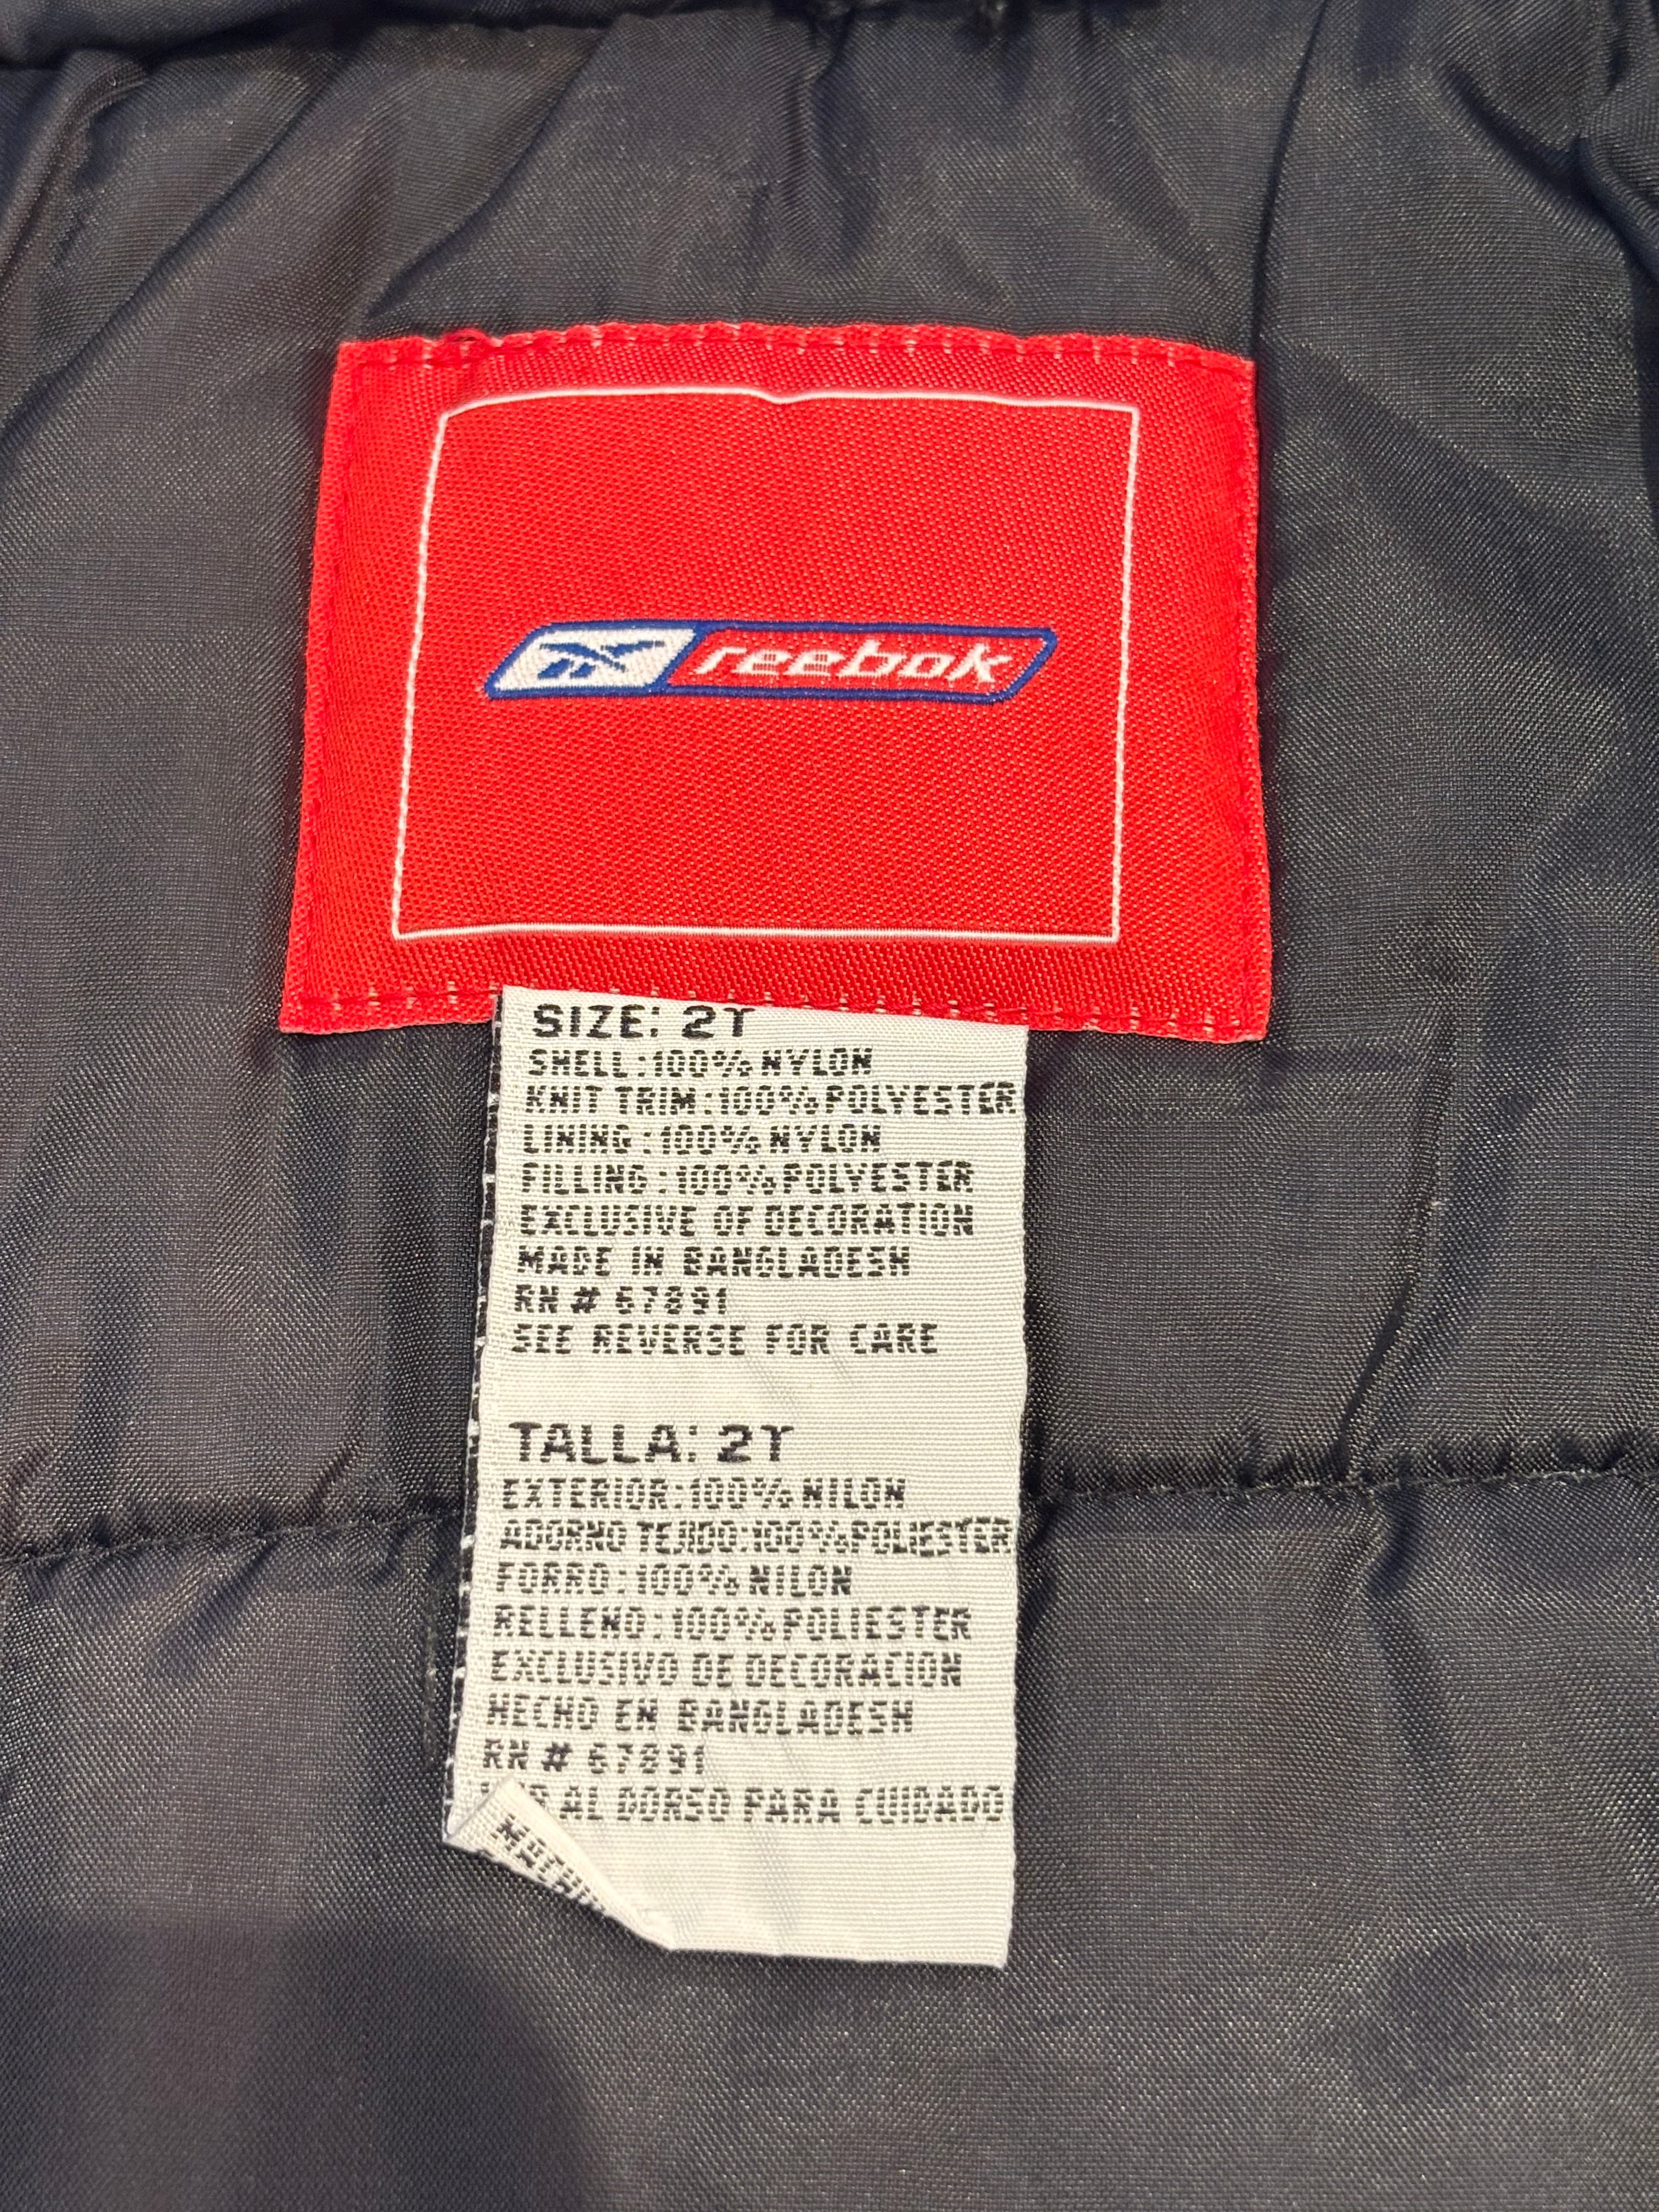 reebok
SIZE: 2T
SHELL:100% NYLON
KNIT TRIM:100% POLYESTER
LINING:100% NYLON
FILLING:100% POLYESTER
EXCLUSIVE OF DECORATION
MADE IN BANGLADESH
RN # 67891
SEE REVERSE FOR CARE
TALLA: 2T
EXTERIOR:100% NILON
ADORNO TEJIDO:100% POLIESTER
FORRO:100% NILON
RELLENO:100% POLIESTER
EXCLUSIVO DE DECORACION
HECHO EN BANGLADESH
RN # 67891
AL DORSO PARA CUIDADO